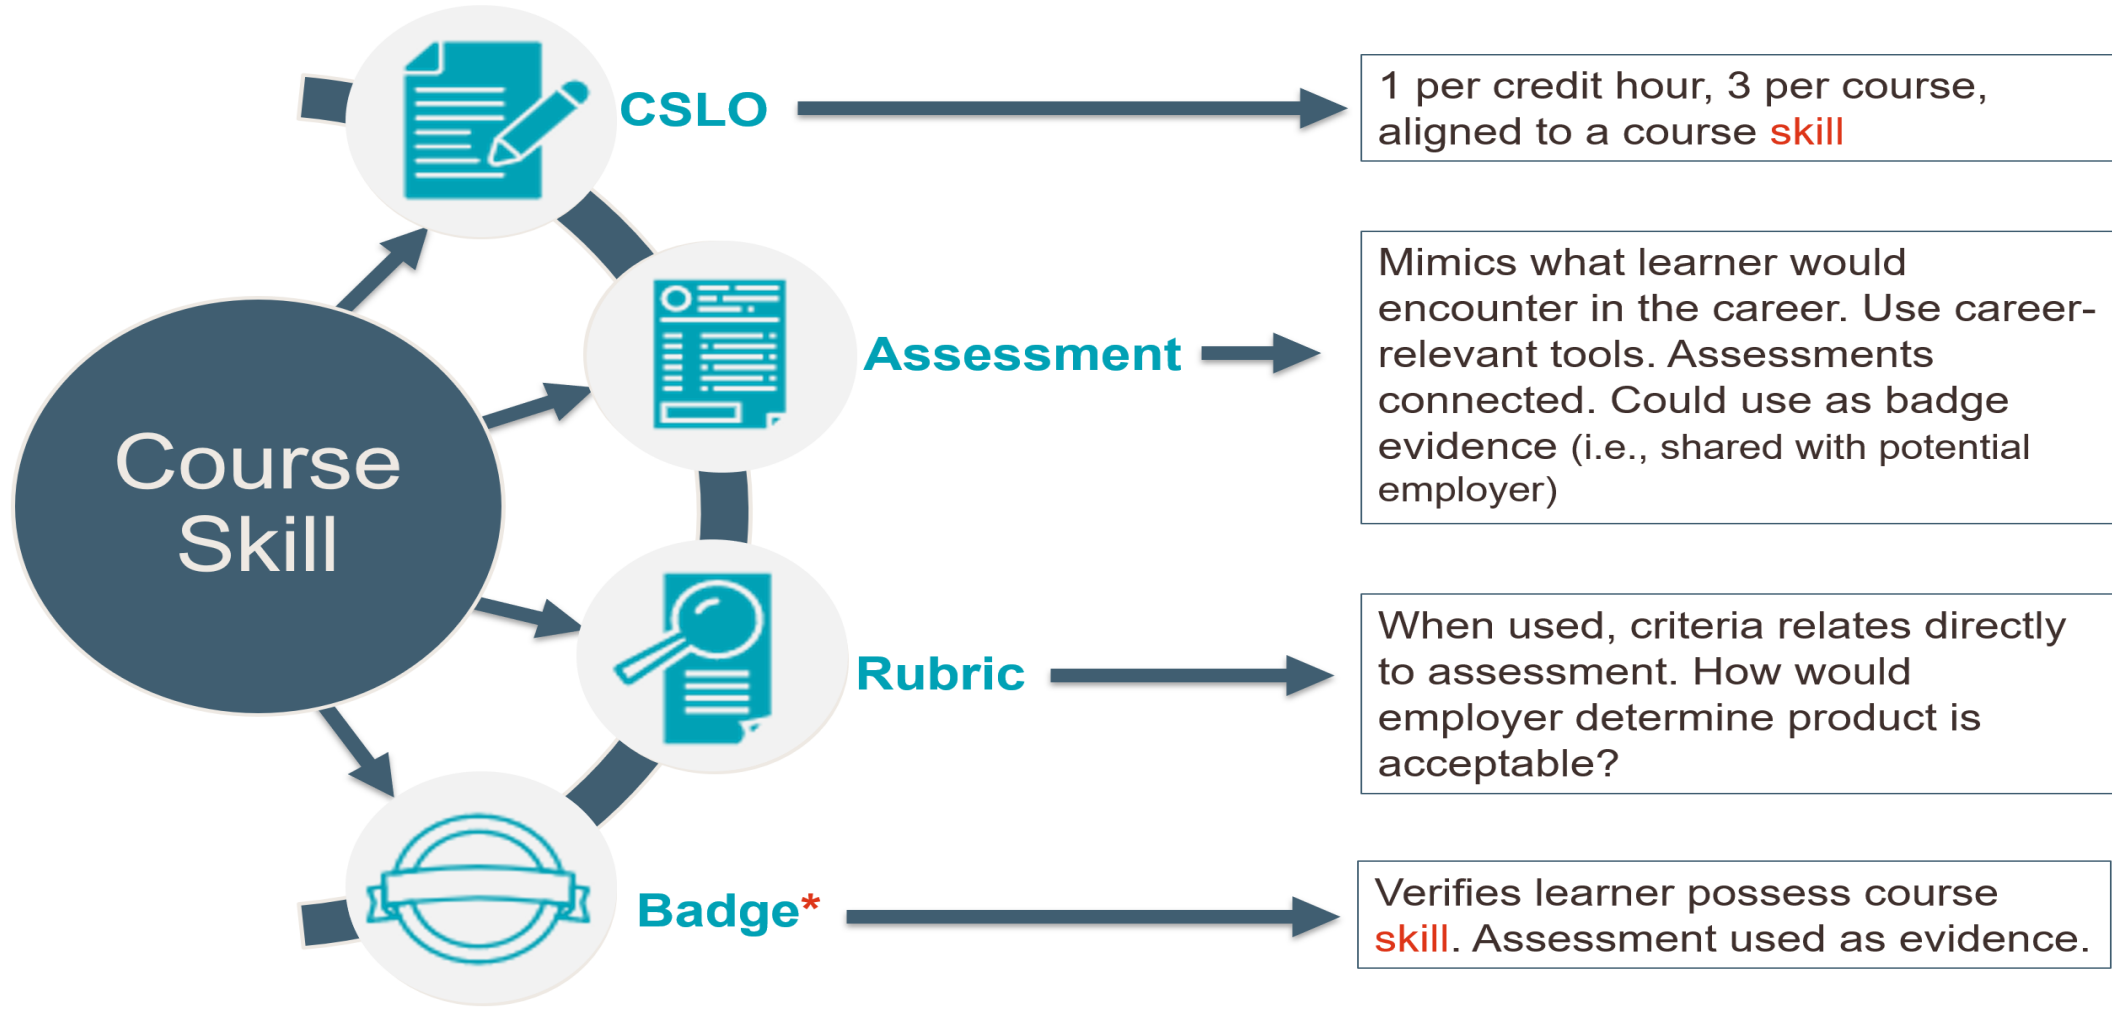 Course
Skill
CSLO
1 per credit hour, 3 per course,
aligned to a course skill
Assessment
Mimics what learner would
encounter in the career. Use career-
relevant tools. Assessments
connected. Could use as badge
evidence (i.e., shared with potential
employer)
Rubric
When used, criteria relates directly
to assessment. How would
employer determine product is
acceptable?
Badge*
Verifies learner possess course
skill. Assessment used as evidence.